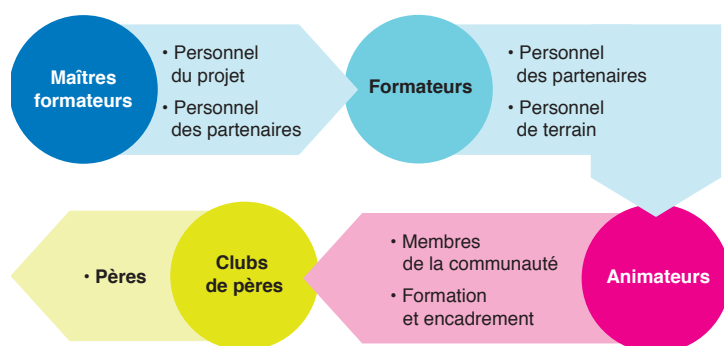 Maîtres
formateurs
• Personnel
du projet
• Personnel
des partenaires
Formateurs
• Personnel
des partenaires
• Personnel
de terrain
Animateurs
• Membres
de la communauté
• Formation
et encadrement
Clubs
de pères
• Pères